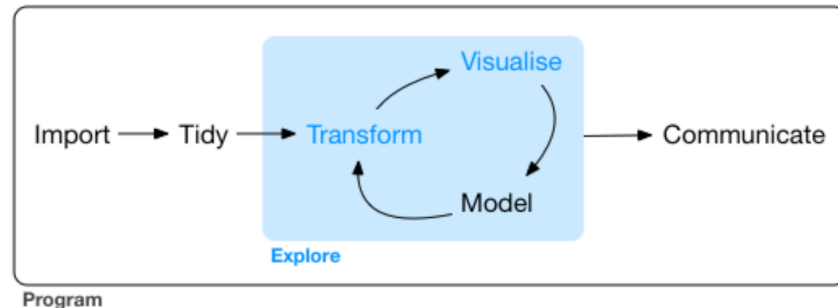 Visualise
Import Tidy Transform Communicate
Model
Explore
Program